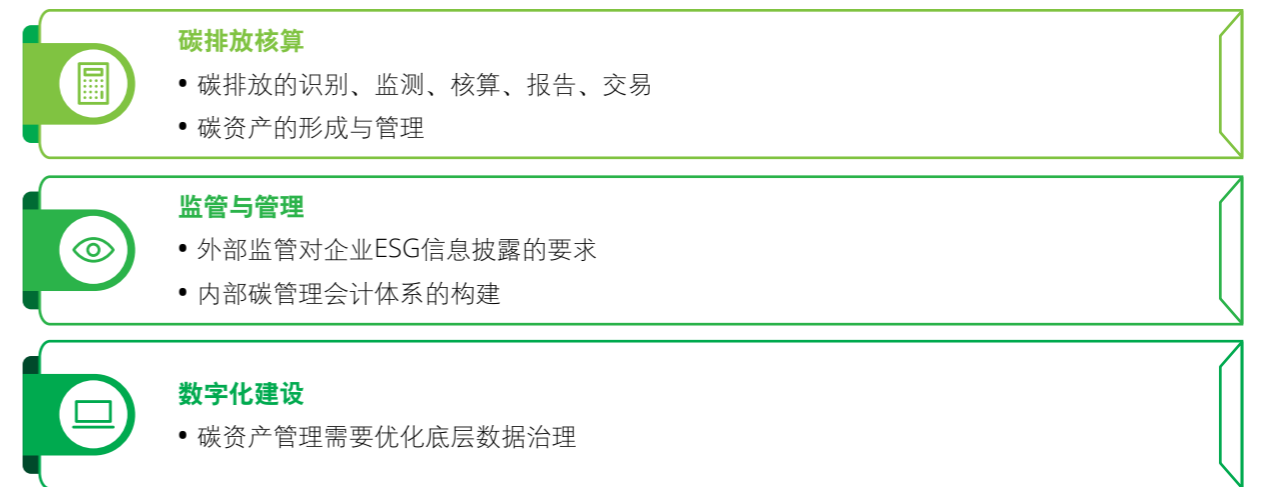 碳排放核算
• 碳排放的识别、监测、核算、报告、交易
• 碳资产的形成与管理
监管与管理
• 外部监管对企业ESG信息披露的要求
• 内部碳管理会计体系的构建
数字化建设
• 碳资产管理需要优化底层数据治理